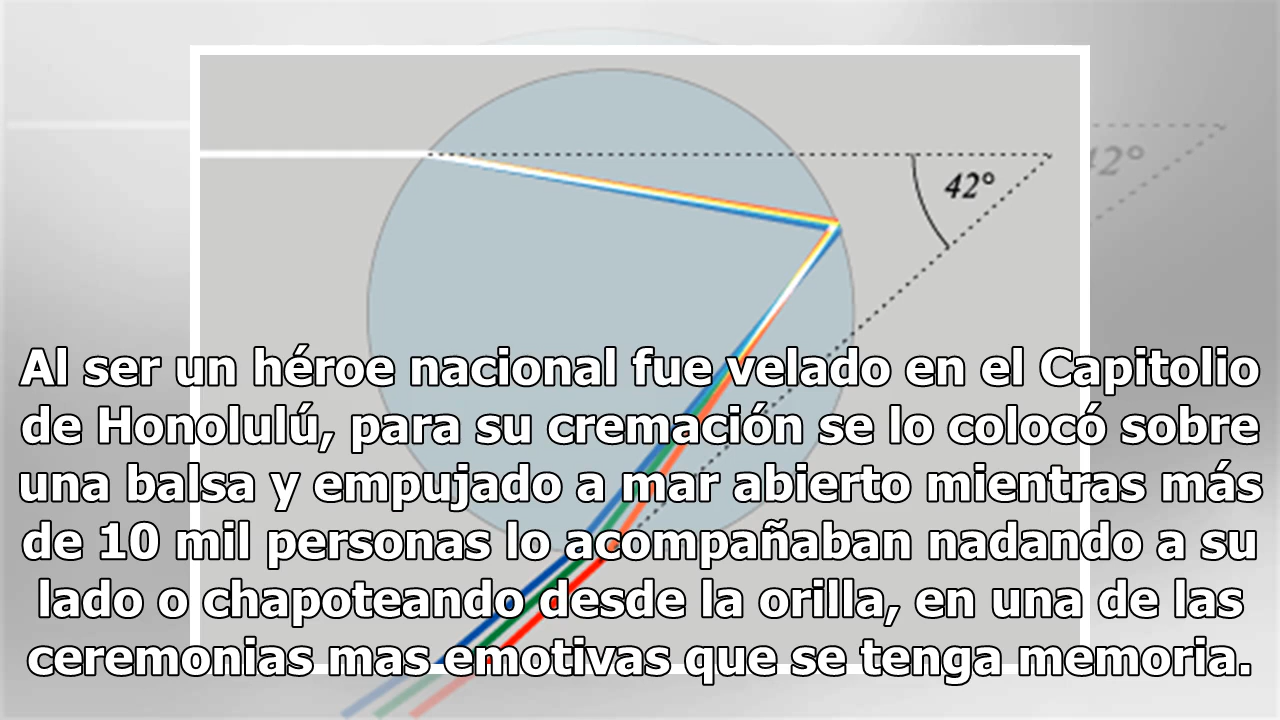 42°
42°
Al ser un héroe nacional fue velado en el Capitolio
de Honolulú, para su cremación se lo colocó sobre
una balsa y empujado a mar abierto mientras más
de 10 mil personas lo acompañaban nadando a su
lado o chapoteando desde la orilla, en una de las
ceremonias mas emotivas que se tenga memoria.